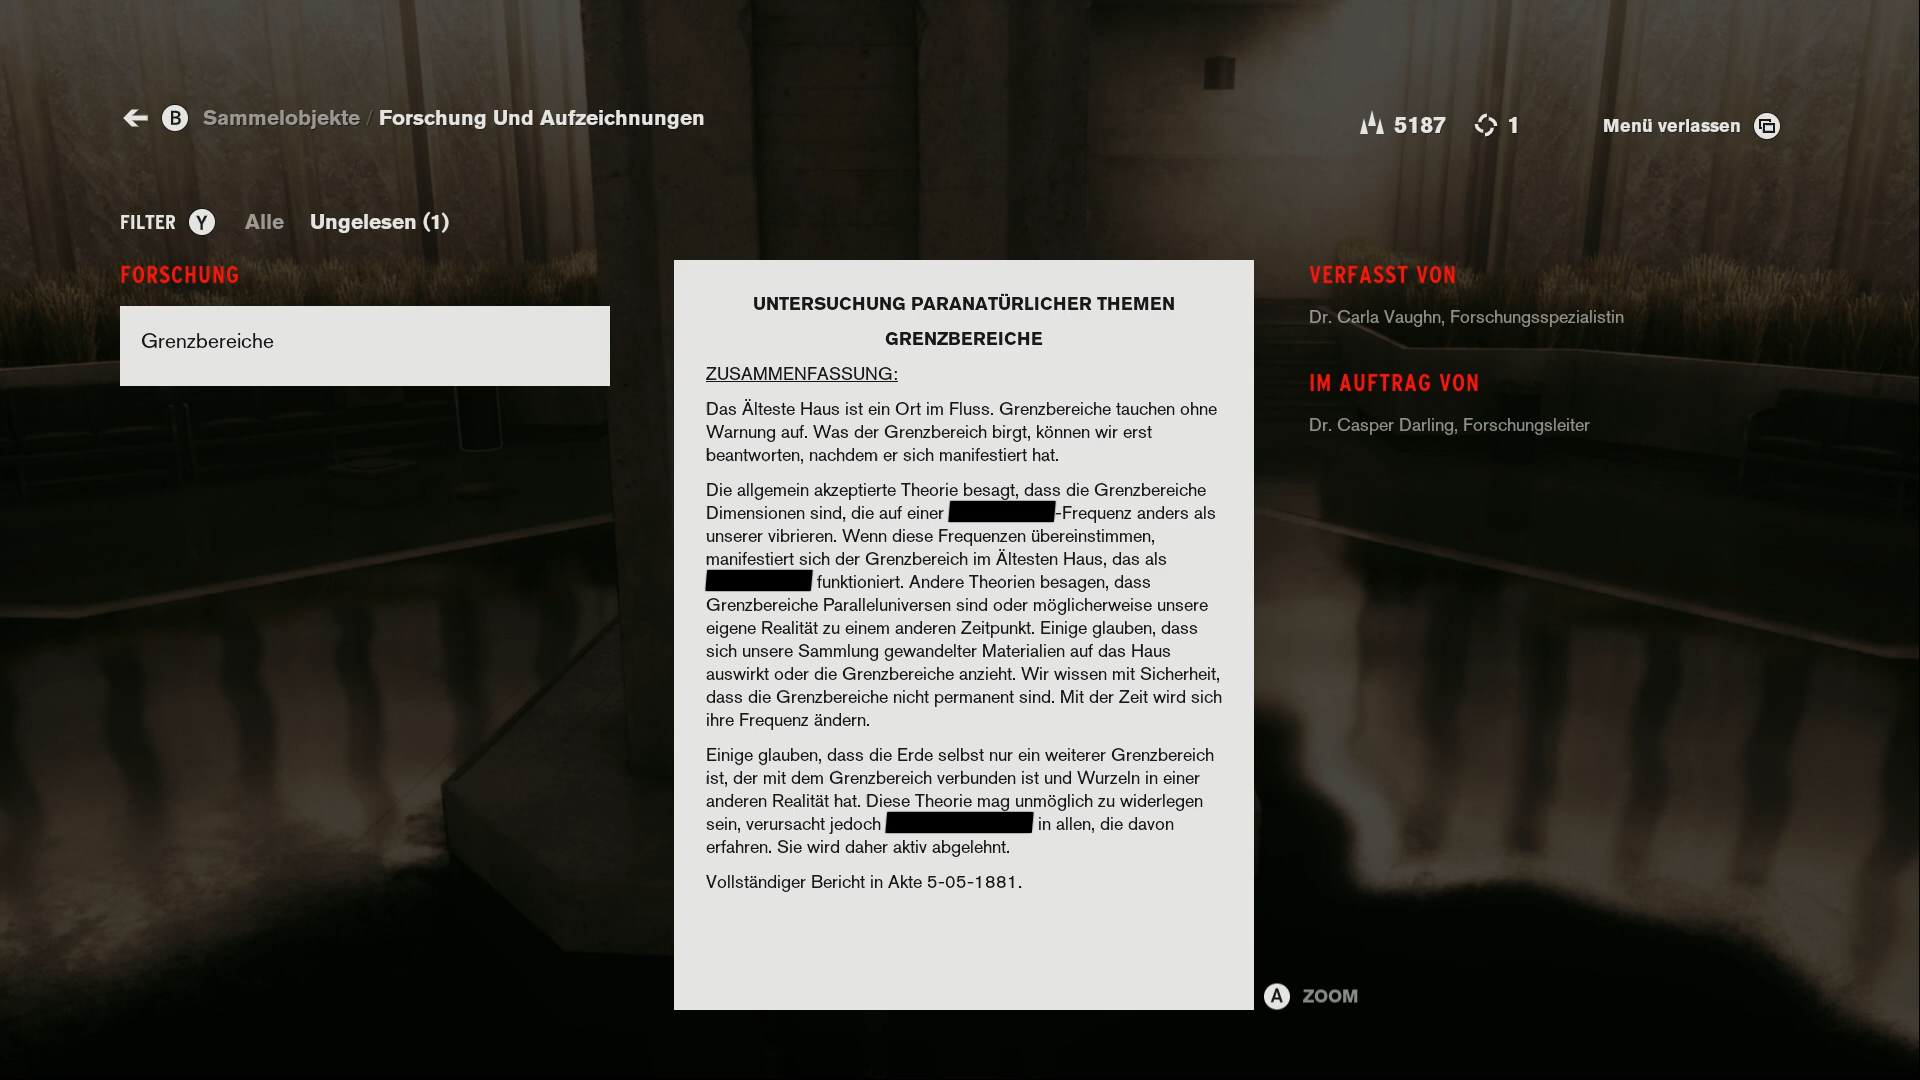 B Sammelobjekte / Forschung Und Aufzeichnungen
5187 1 Menü verlassen
FILTER Y Alle Ungelesen (1)
FORSCHUNG
Grenzbereiche
UNTERSUCHUNG PARANATÜRLICHER THEMEN
GRENZBEREICHE
ZUSAMMENFASSUNG:
Das Älteste Haus ist ein Ort im Fluss. Grenzbereiche tauchen ohne
Warnung auf. Was der Grenzbereich birgt, können wir erst
beantworten, nachdem er sich manifestiert hat.
Die allgemein akzeptierte Theorie besagt, dass die Grenzbereiche
Dimensionen sind, die auf einer -Frequenz anders als
unserer vibrieren. Wenn diese Frequenzen übereinstimmen,
manifestiert sich der Grenzbereich im Ältesten Haus, das als
funktioniert. Andere Theorien besagen, dass
Grenzbereiche Paralleluniversen sind oder möglicherweise unsere
eigene Realität zu einem anderen Zeitpunkt. Einige glauben, dass
sich unsere Sammlung gewandelter Materialien auf das Haus
auswirkt oder die Grenzbereiche anzieht. Wir wissen mit Sicherheit,
dass die Grenzbereiche nicht permanent sind. Mit der Zeit wird sich
ihre Frequenz ändern.
Einige glauben, dass die Erde selbst nur ein weiterer Grenzbereich
ist, der mit dem Grenzbereich verbunden ist und Wurzeln in einer
anderen Realität hat. Diese Theorie mag unmöglich zu widerlegen
sein, verursacht jedoch in allen, die davon
erfahren. Sie wird daher aktiv abgelehnt.
Vollständiger Bericht in Akte 5-05-1881.
VERFASST VON
Dr. Carla Vaughn, Forschungsspezialistin
IM AUFTRAG VON
Dr. Casper Darling, Forschungsleiter
A ZOOM